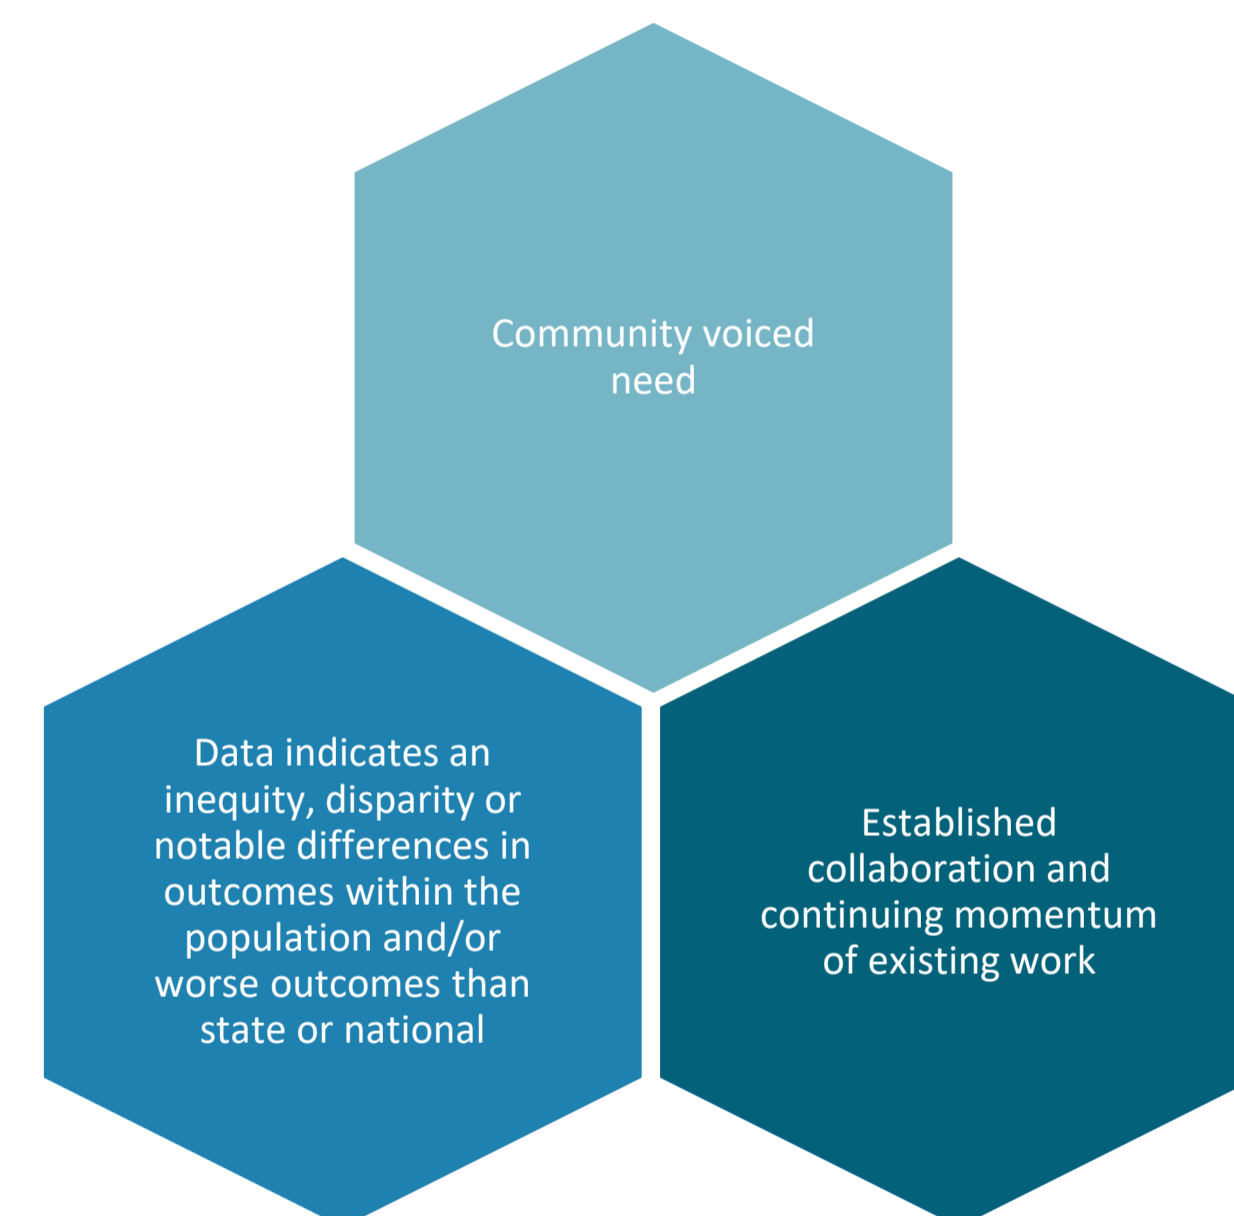 Community voiced
need
Data indicates an
inequity, disparity or
notable differences in
outcomes within the
population and/or
worse outcomes than
state or national
Established
collaboration and
continuing momentum
of existing work